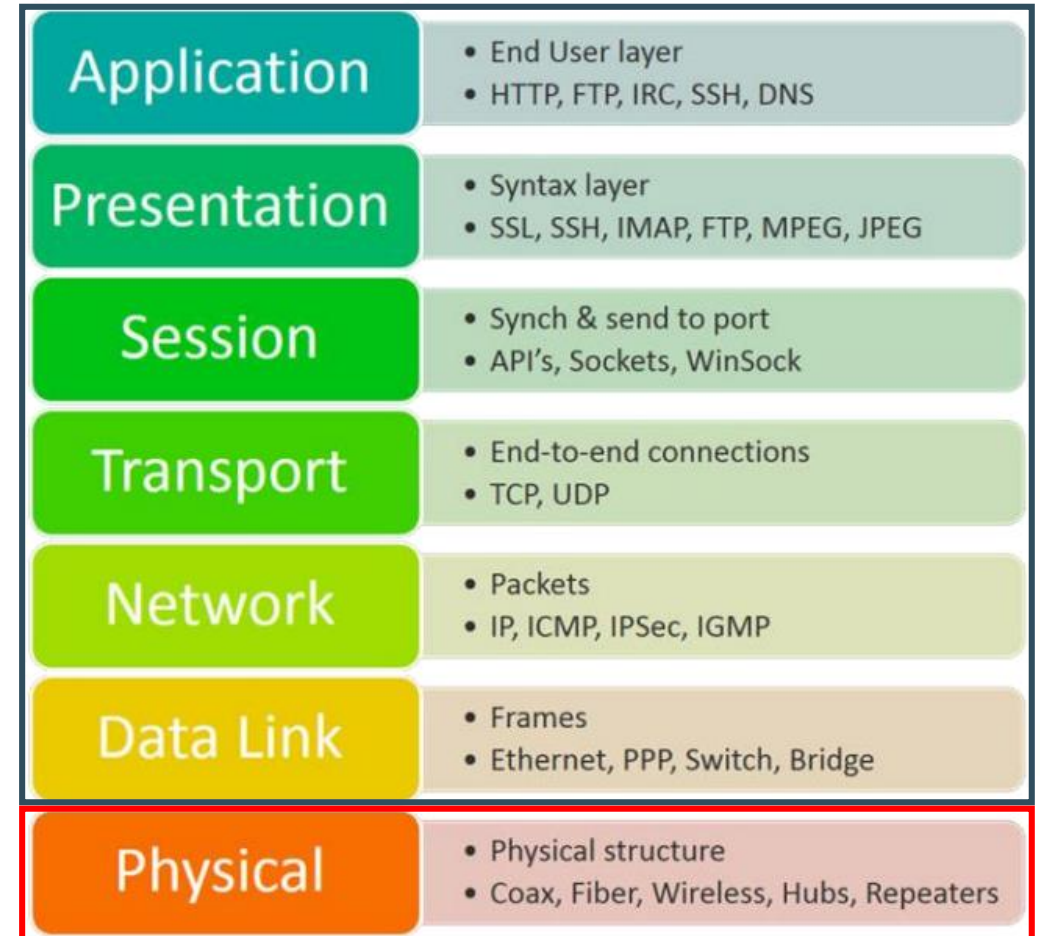 Application
• End User layer
• HTTP, FTP, IRC, SSH, DNS
Presentation
• Syntax layer
• SSL, SSH, IMAP, FTP, MPEG, JPEG
Session
• Synch & send to port
• API's, Sockets, WinSock
Transport
• End-to-end connections
• TCP, UDP
Network
• Packets
• IP, ICMP, IPSec, IGMP
Data Link
• Frames
• Ethernet, PPP, Switch, Bridge
Physical
• Physical structure
• Coax, Fiber, Wireless, Hubs, Repeaters